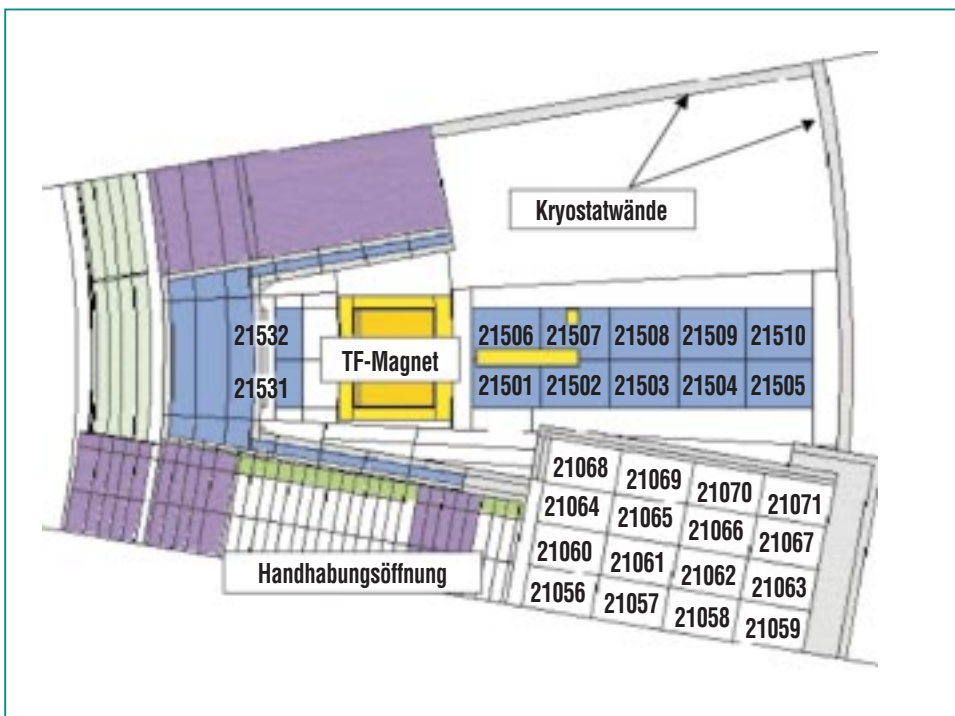 Kryostatwände
21532
21506 21507 21508 21509 21510
TF-Magnet
21531
21501 21502 21503 21504 21505
21068 21069 21070 21071
21064 21065 21066 21067
21060 21061 21062 21063
Handhabungsöffnung
21056 21057 21058 21059